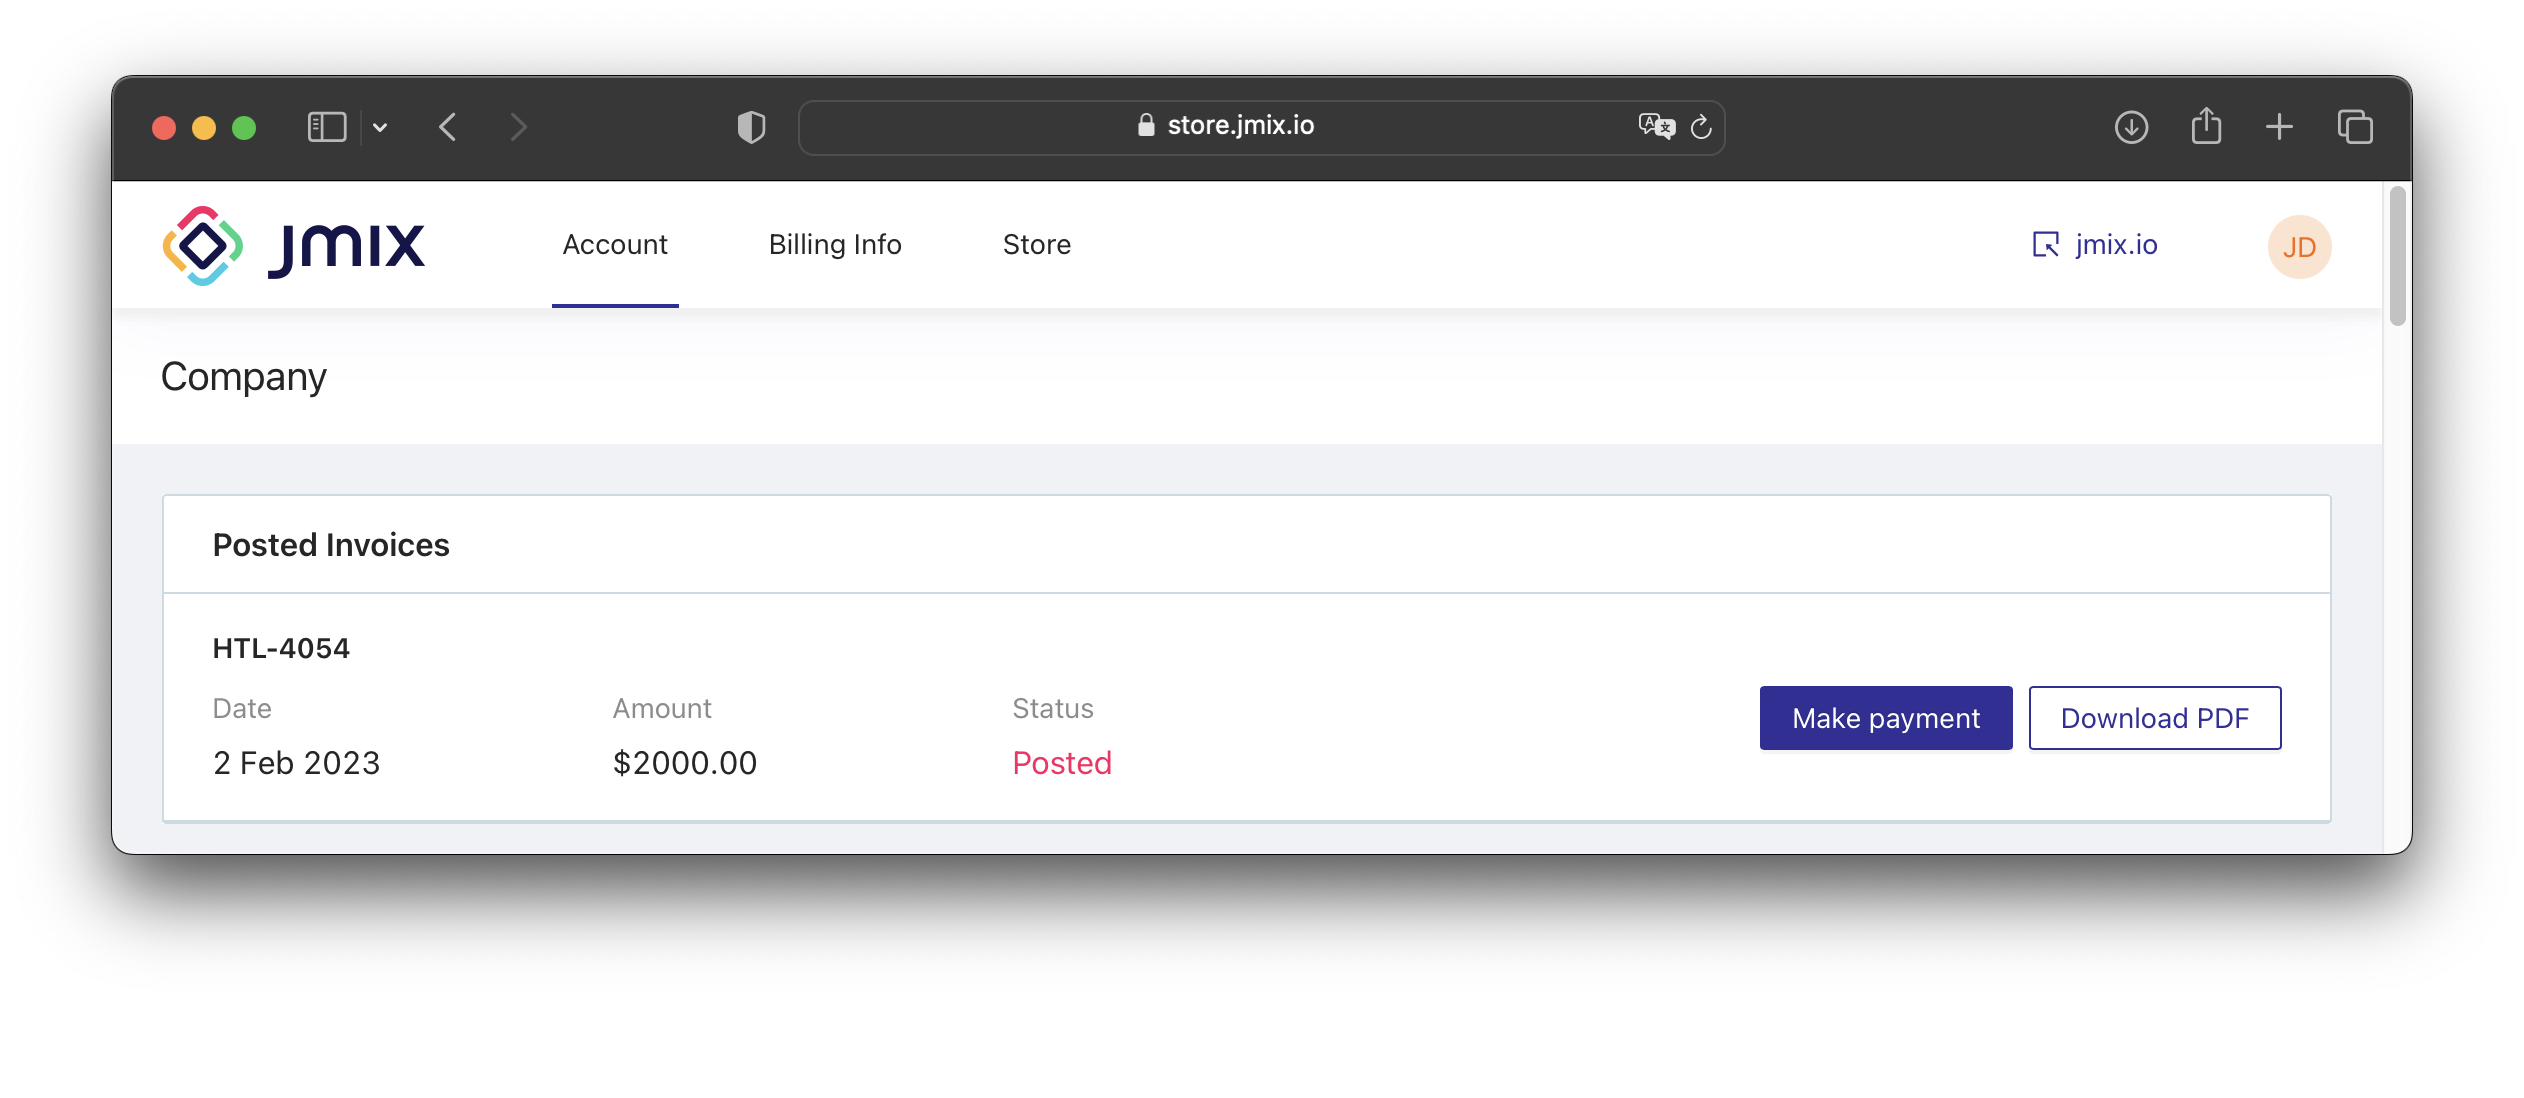 store.jmix.io
Jmix Account Billing Info Store jmix.io JD
Company
Posted Invoices
HTL-4054
Date Amount Status
2 Feb 2023 $2000.00 Posted
Make payment Download PDF